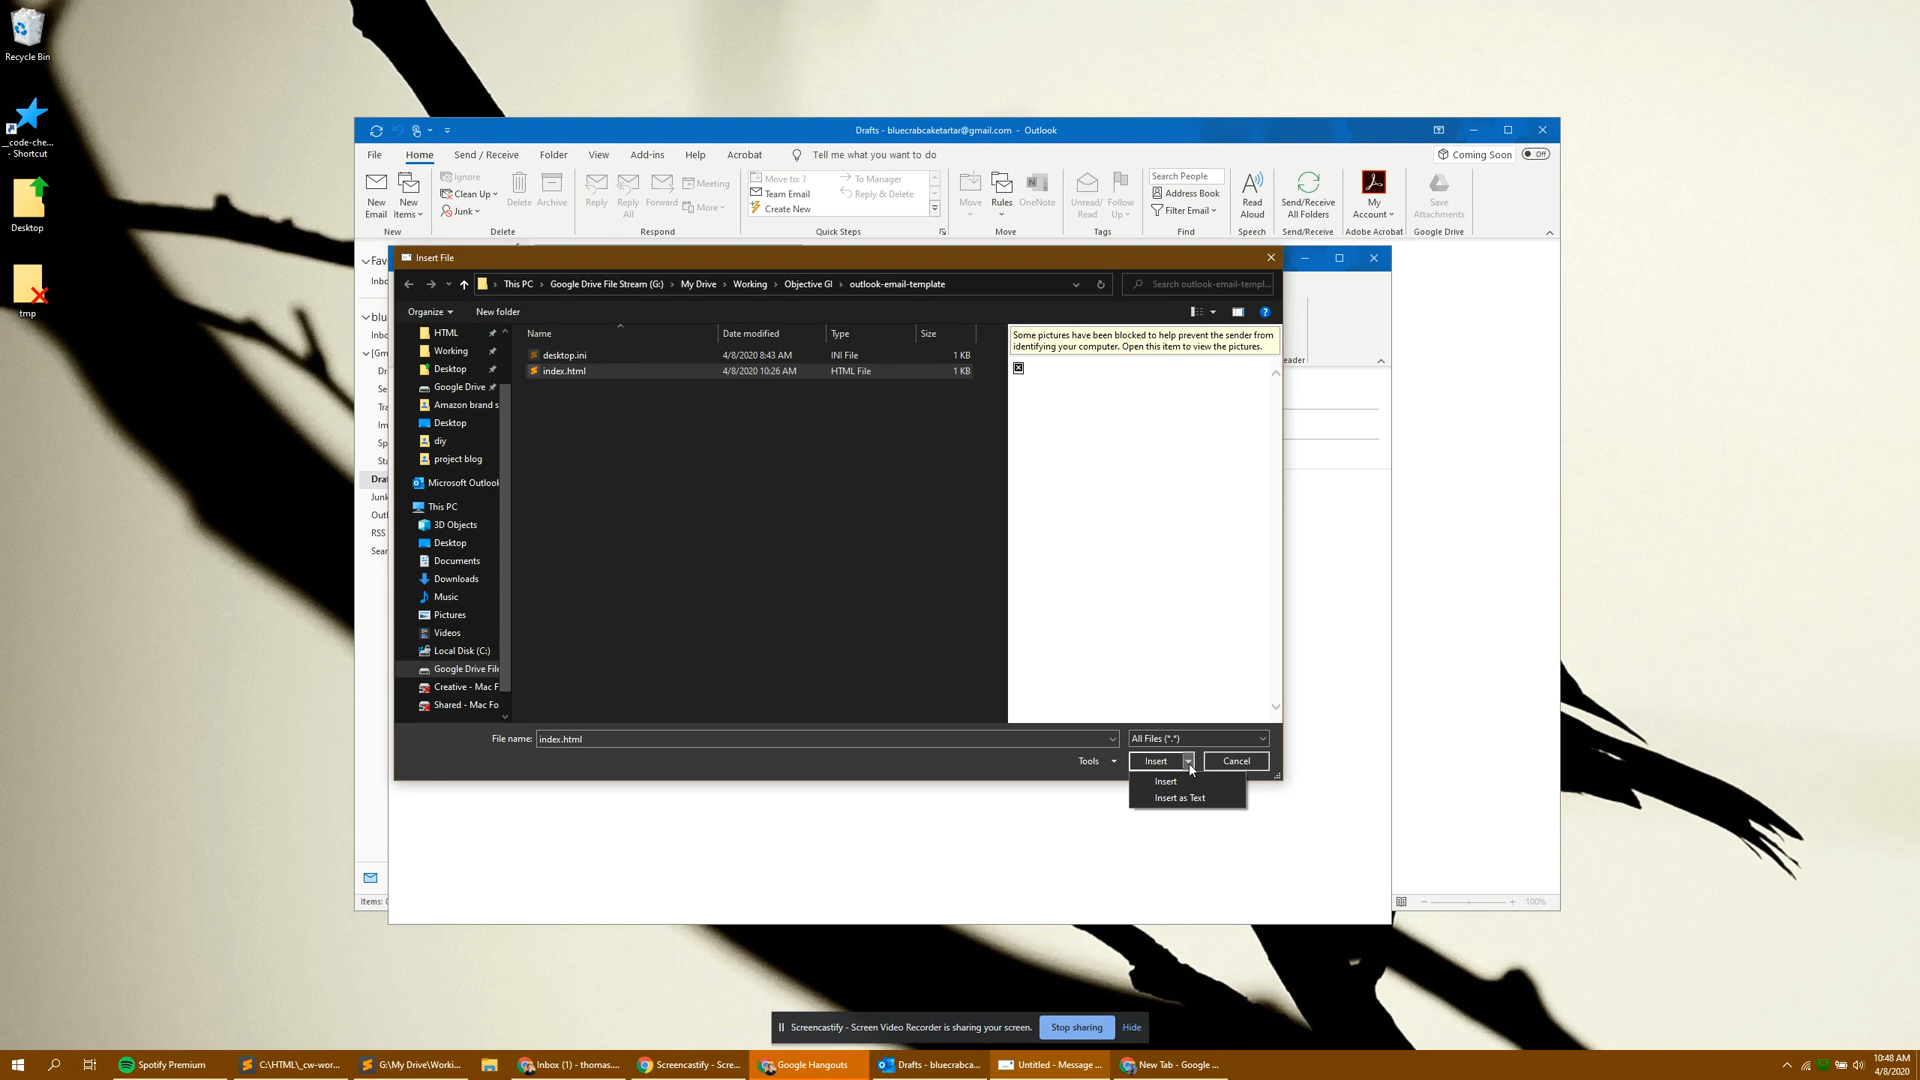 Recycle Bin
__code-che...
- Shortcut
Desktop
tmp
Drafts - bluecrabcaketartar@gmail.com - Outlook
File Home Send / Receive Folder View Add-ins Help Acrobat Tell me what you want to do Coming Soon Off
New Email
New Items
Ignore
Clean Up
Junk
Delete
Archive
Reply
Reply All
Forward
Meeting
More
Move to: ?
Team Email
Create New
To Manager
Reply & Delete
Move
Rules
OneNote
Unread/ Read
Follow Up
Search People
Address Book
Filter Email
Read Aloud
Send/Receive All Folders
My Account
Save Attachments
New Delete Respond Quick Steps Move Tags Find Speech Send/Receive Adobe Acrobat Google Drive
Insert File
This PC > Google Drive File Stream (G:) > My Drive > Working > Objective GI > outlook-email-template
Search outlook-email-templ...
Organize New folder
HTML
Working
Desktop
Google Drive
Amazon brand s
Desktop
diy
project blog
Microsoft Outlook
This PC
3D Objects
Desktop
Documents
Downloads
Music
Pictures
Videos
Local Disk (C:)
Google Drive File
Creative - Mac F
Shared - Mac Fo
Name Date modified Type Size
desktop.ini 4/8/2020 8:43 AM INI File 1 KB
index.html 4/8/2020 10:26 AM HTML File 1 KB
Some pictures have been blocked to help prevent the sender from
identifying your computer. Open this item to view the pictures.
File name: index.html All Files (*.*)
Tools Insert Cancel
Insert
Insert as Text
Items:
100%
Screencastify - Screen Video Recorder is sharing your screen. Stop sharing Hide
Spotify Premium C:\HTML\_cw-wor... G:\My Drive\Worki... Inbox (1) - thomas.... Screencastify - Scre... Google Hangouts Drafts - bluecrabca... Untitled - Message ... New Tab - Google ...
10:48 AM
4/8/2020